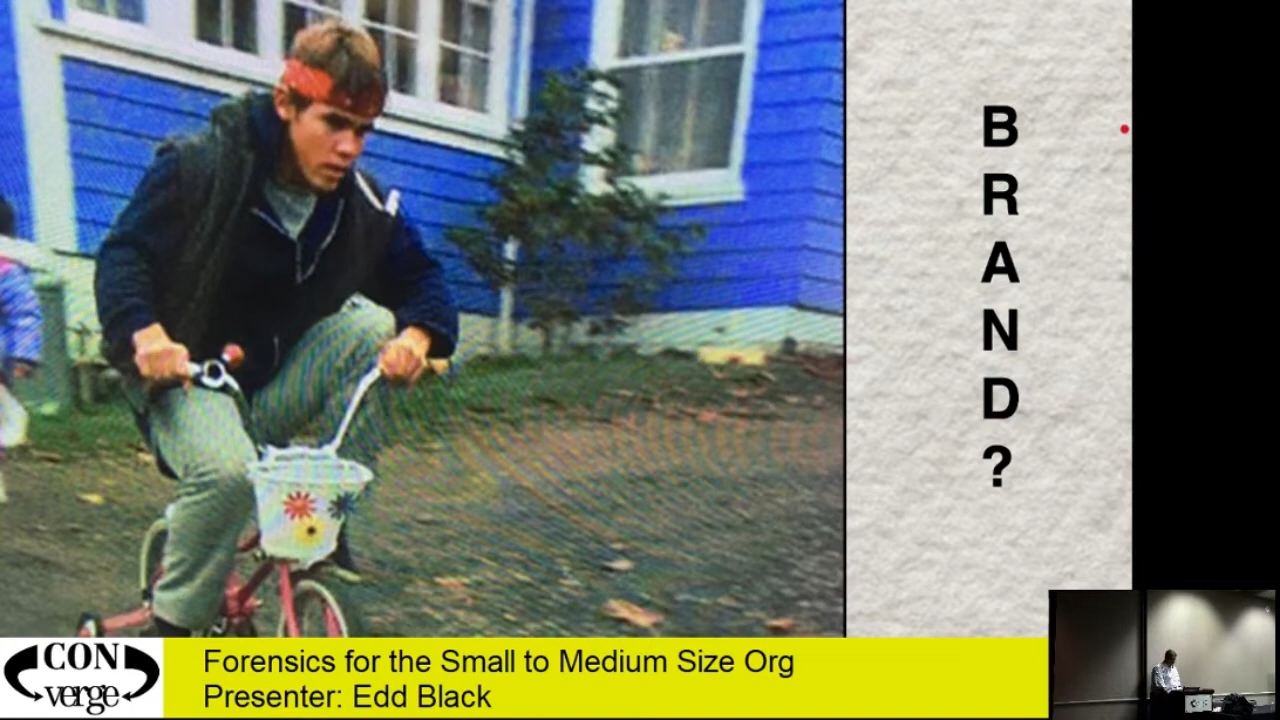 B
R
A
N
D
?
CON
verge
Forensics for the Small to Medium Size Org
Presenter: Edd Black